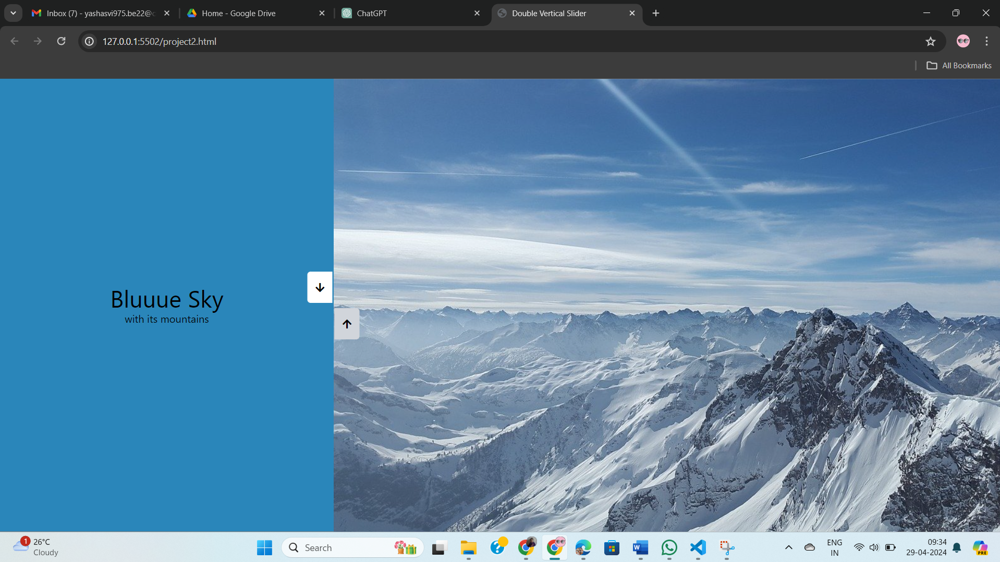 Inbox (7) - yashasvi975.be22@c
Home - Google Drive
ChatGPT
Double Vertical Slider
127.0.0.1:5502/project2.html
All Bookmarks
Bluuue Sky
with its mountains
1
26°C
Cloudy
Search
ENG
IN
09:34
29-04-2024
PRE